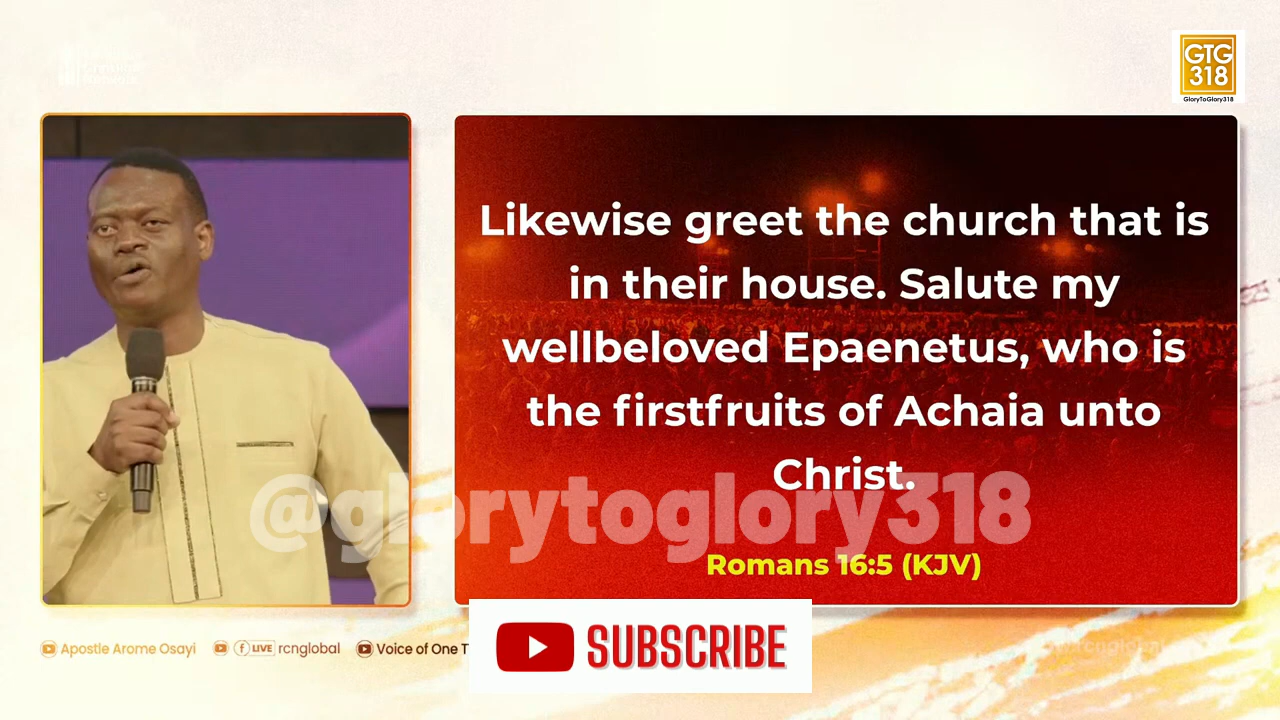 GTG
318
GloryToGlory318
Likewise greet the church that is
in their house. Salute my
wellbeloved Epaenetus, who is
the firstfruits of Achaia unto
Christ.
@glorytoglory318
Romans 16:5 (KJV)
Apostle Arome Osayi
LIVE rcnglobal
Voice of One T
SUBSCRIBE
rcnglobal